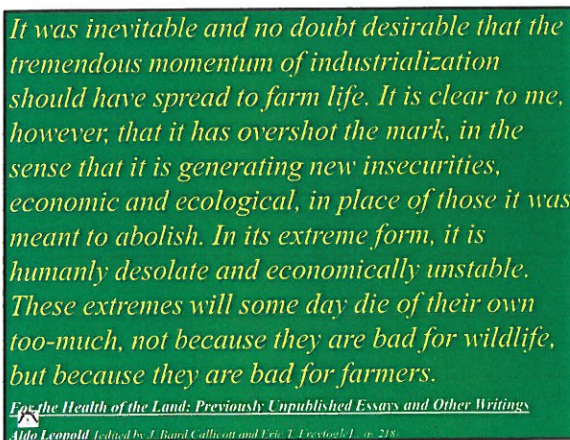 It was inevitable and no doubt desirable that the
tremendous momentum of industrialization
should have spread to farm life. It is clear to me,
however, that it has overshot the mark, in the
sense that it is generating new insecurities,
economic and ecological, in place of those it was
meant to abolish. In its extreme form, it is
humanly desolate and economically unstable.
These extremes will some day die of their own
too-much, not because they are bad for wildlife,
but because they are bad for farmers.
For the Health of the Land: Previously Unpublished Essays and Other Writings
Aldo Leopold [edited by J. Baird Callicott and Eric T. Freyfogle], p. 218.